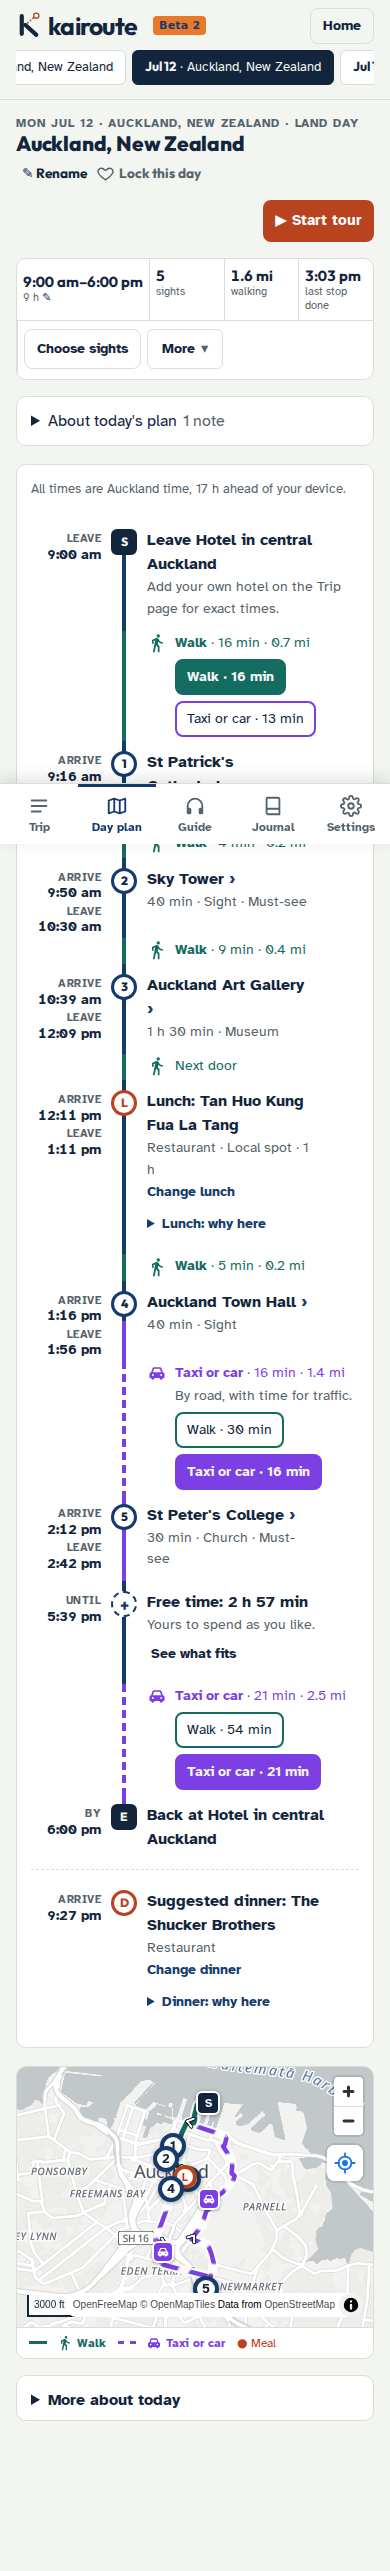 kairoute
Beta 2
Home
nd, New Zealand
Jul 12 · Auckland, New Zealand
Jul 1
MON JUL 12 · AUCKLAND, NEW ZEALAND · LAND DAY
Auckland, New Zealand
✎ Rename
Lock this day
▶ Start tour
9:00 am–6:00 pm
9 h ✎
5
sights
1.6 mi
walking
3:03 pm
last stop
done
Choose sights
More ▼
▶ About today's plan 1 note
All times are Auckland time, 17 h ahead of your device.
LEAVE
9:00 am
S
Leave Hotel in central
Auckland
Add your own hotel on the Trip
page for exact times.
Walk · 16 min · 0.7 mi
Walk · 16 min
Taxi or car · 13 min
ARRIVE
9:16 am
1
St Patrick's
Trip
Day plan
Guide
Journal
Settings
ARRIVE
9:50 am
LEAVE
10:30 am
2
Sky Tower ›
40 min · Sight · Must-see
Walk · 9 min · 0.4 mi
ARRIVE
10:39 am
LEAVE
12:09 pm
3
Auckland Art Gallery
›
1 h 30 min · Museum
Next door
ARRIVE
12:11 pm
LEAVE
1:11 pm
L
Lunch: Tan Huo Kung
Fua La Tang
Restaurant · Local spot · 1
h
Change lunch
▶ Lunch: why here
Walk · 5 min · 0.2 mi
ARRIVE
1:16 pm
LEAVE
1:56 pm
4
Auckland Town Hall ›
40 min · Sight
Taxi or car · 16 min · 1.4 mi
By road, with time for traffic.
Walk · 30 min
Taxi or car · 16 min
ARRIVE
2:12 pm
LEAVE
2:42 pm
5
St Peter's College ›
30 min · Church · Must-
see
UNTIL
5:39 pm
+
Free time: 2 h 57 min
Yours to spend as you like.
See what fits
Taxi or car · 21 min · 2.5 mi
Walk · 54 min
Taxi or car · 21 min
BY
6:00 pm
E
Back at Hotel in central
Auckland
ARRIVE
9:27 pm
D
Suggested dinner: The
Shucker Brothers
Restaurant
Change dinner
▶ Dinner: why here
S
+
−
1
2
L
4
PONSONBY
FREEMANS BAY
PARNELL
EY LYNN
SH 16
EDEN
5
NEWMARKET
3000 ft
OpenFreeMap © OpenMapTiles Data from OpenStreetMap
Walk
Taxi or car
Meal
▶ More about today